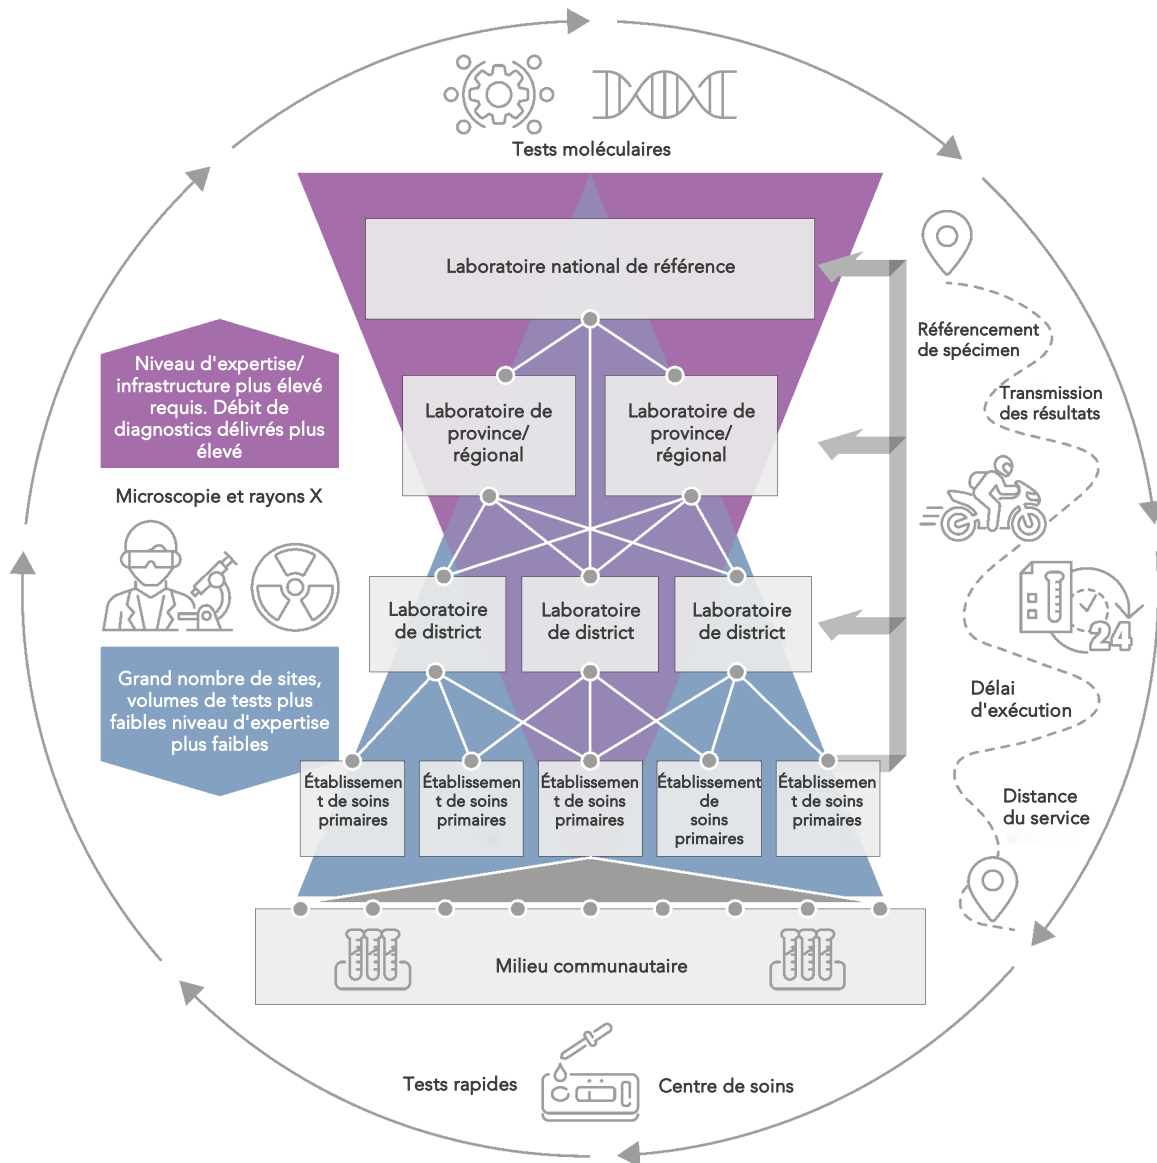 Tests moléculaires
Laboratoire national de référence
Référencement
de spécimen
Niveau d'expertise/
infrastructure plus élevé
requis. Débit de
diagnostics délivrés plus
élevé
Laboratoire de
province/
régional
Laboratoire de
province/
régional
Transmission
des résultats
Microscopie et rayons X
Laboratoire
de district
Laboratoire
de district
Laboratoire
de district
24
Grand nombre de sites,
volumes de tests plus
faibles niveau d'expertise
plus faibles
Délai
d'exécution
Établissemen
t de soins
primaires
Établissemen
t de soins
primaires
Établissemen
t de soins
primaires
Établissement
de
soins
primaires
Établissemen
t de soins
primaires
Distance
du service
Milieu communautaire
Tests rapides
Centre de soins